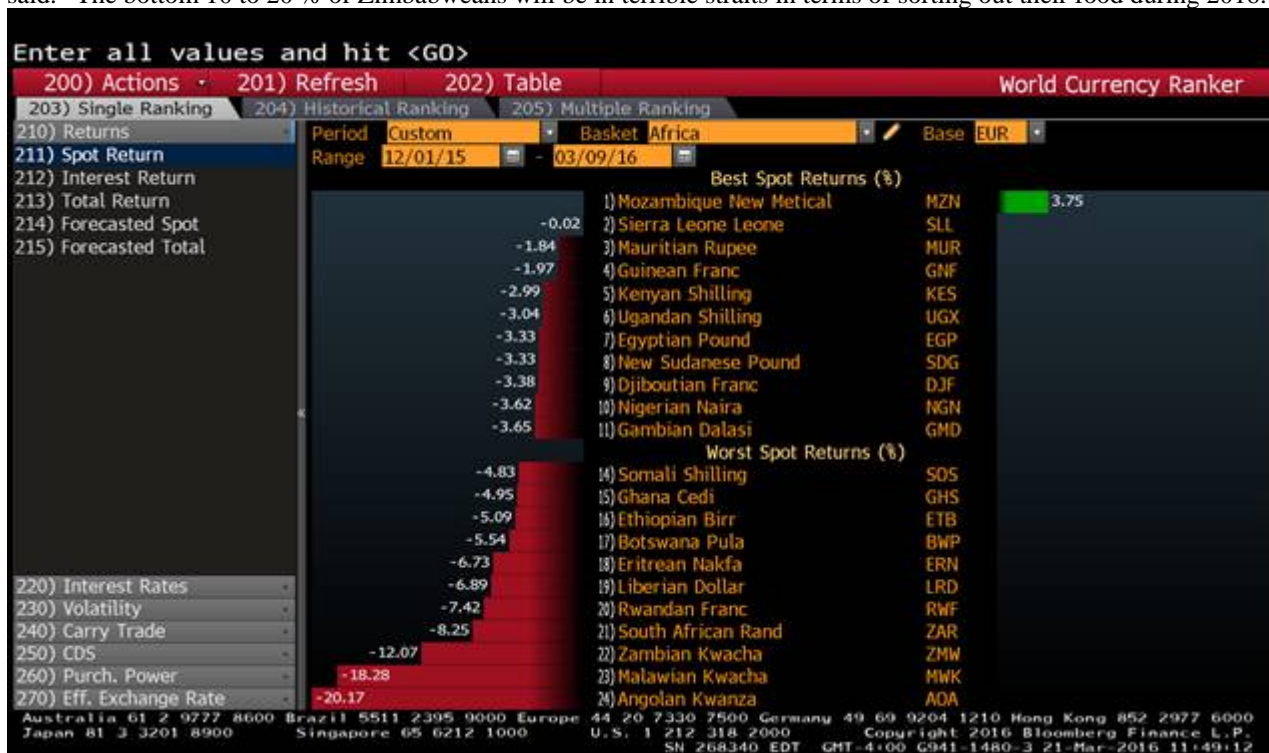 said. "The bottom 10 to 20 % of Zimbabweans will be in terrible straits in terms of sorting out their food during 2016.
Enter all values and hit <GO>
200) Actions 201) Refresh 202) Table World Currency Ranker
203) Single Ranking 204) Historical Ranking 205) Multiple Ranking
210) Returns Period Custom Basket Africa Base EUR
211) Spot Return Range 12/01/15 - 03/09/16
212) Interest Return Best Spot Returns (%)
213) Total Return 1) Mozambique New Metical MZN 3.75
214) Forecasted Spot -0.02 2) Sierra Leone Leone SLL
215) Forecasted Total -1.84 3) Mauritian Rupee MUR
-1.97 4) Guinean Franc GNF
-2.99 5) Kenyan Shilling KES
-3.04 6) Ugandan Shilling UGX
-3.33 7) Egyptian Pound EGP
-3.33 8) New Sudanese Pound SDG
-3.38 9) Djiboutian Franc DJF
-3.62 10) Nigerian Naira NGN
« -3.65 11) Gambian Dalasi GMD
Worst Spot Returns (%)
-4.83 14) Somali Shilling SOS
-4.95 15) Ghana Cedi GHS
-5.09 16) Ethiopian Birr ETB
-5.54 17) Botswana Pula BWP
-6.73 18) Eritrean Nakfa ERN
220) Interest Rates -6.89 19) Liberian Dollar LRD
230) Volatility -7.42 20) Rwandan Franc RWF
240) Carry Trade -8.25 21) South African Rand ZAR
250) CDS -12.07 22) Zambian Kwacha ZMW
260) Purch. Power -18.28 23) Malawian Kwacha MWK
270) Eff. Exchange Rate -20.17 24) Angolan Kwanza AOA
Australia 61 2 9777 8600 Brazil 5511 2395 9000 Europe 44 20 7330 7500 Germany 49 69 9204 1210 Hong Kong 852 2977 6000
Japan 81 3 3201 8900 Singapore 65 6212 1000 U.S. 1 212 318 2000 Copyright 2016 Bloomberg Finance L.P.
SN 268340 EDT GMT-4:00 G941-1480-3 21-Mar-2016